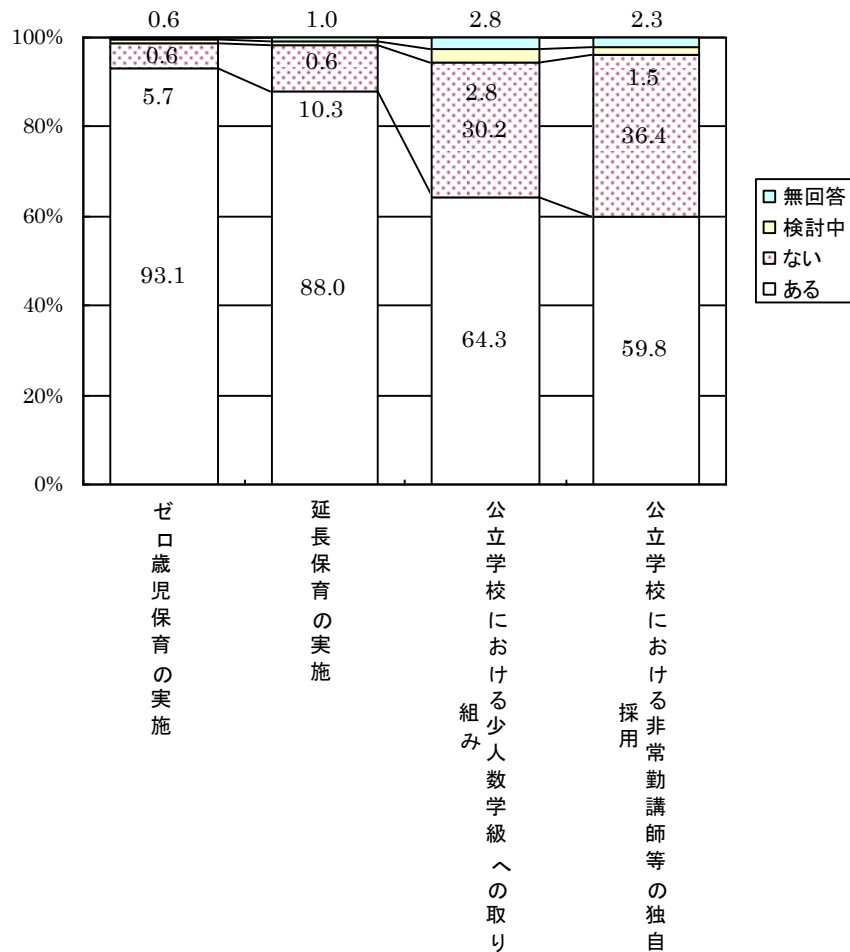 0.6 1.0 2.8 2.3
100%
80%
60%
40%
20%
0%
0.6 0.6 2.8 1.5
5.7 10.3 30.2 36.4
93.1 88.0 64.3 59.8
無回答
検討中
ない
ある
ゼロ歳児保育の実施
延長保育の実施
公立学校における少人数学級への取り
組み
公立学校における非常勤講師等の独自
採用